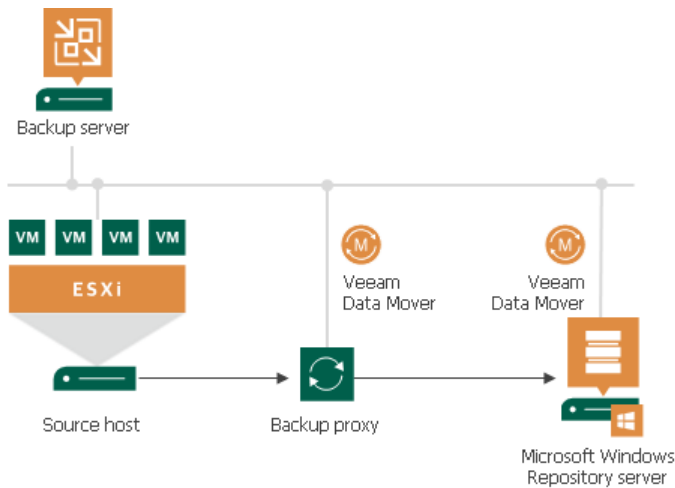 Backup server
VM VM VM VM
ESXi
M
Veeam
Data Mover
M
Veeam
Data Mover
Source host
Backup proxy
Microsoft Windows
Repository server